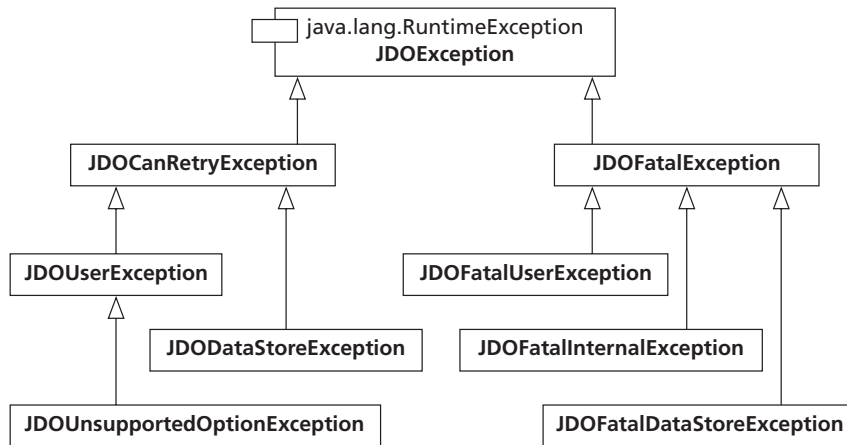 java.lang.RuntimeException
JDOException
JDOCanRetryException
JDOFatalException
JDOUserException
JDOFatalUserException
JDODataStoreException
JDOFatalInternalException
JDOUnsupportedOptionException
JDOFatalDataStoreException